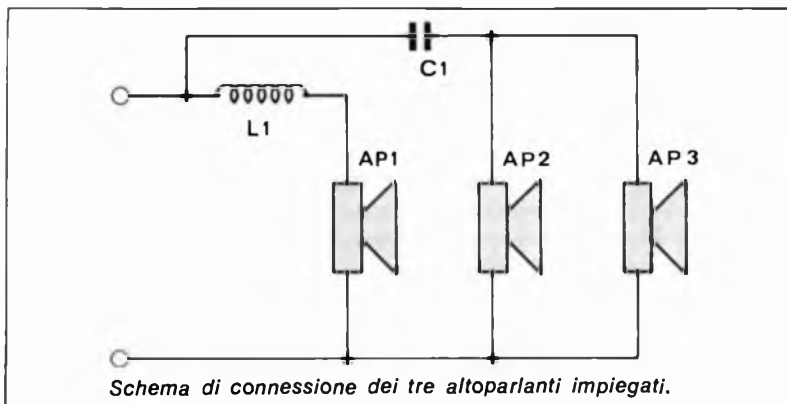 C1
L1
AP1
AP2
AP3
Schema di connessione dei tre altoparlanti impiegati.